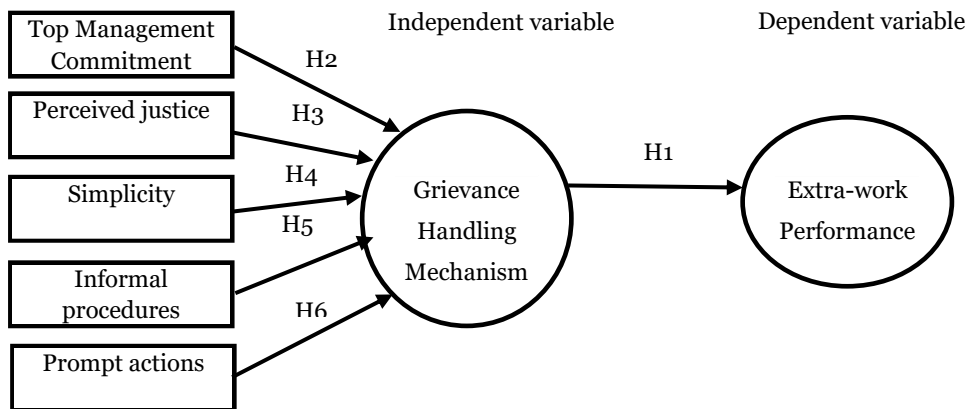 Independent variable
Dependent variable
Top Management
Commitment
H2
Perceived justice
H3
H1
Simplicity
H4
H5
Grievance
Handling
Mechanism
Extra-work
Performance
Informal
procedures
H6
Prompt actions